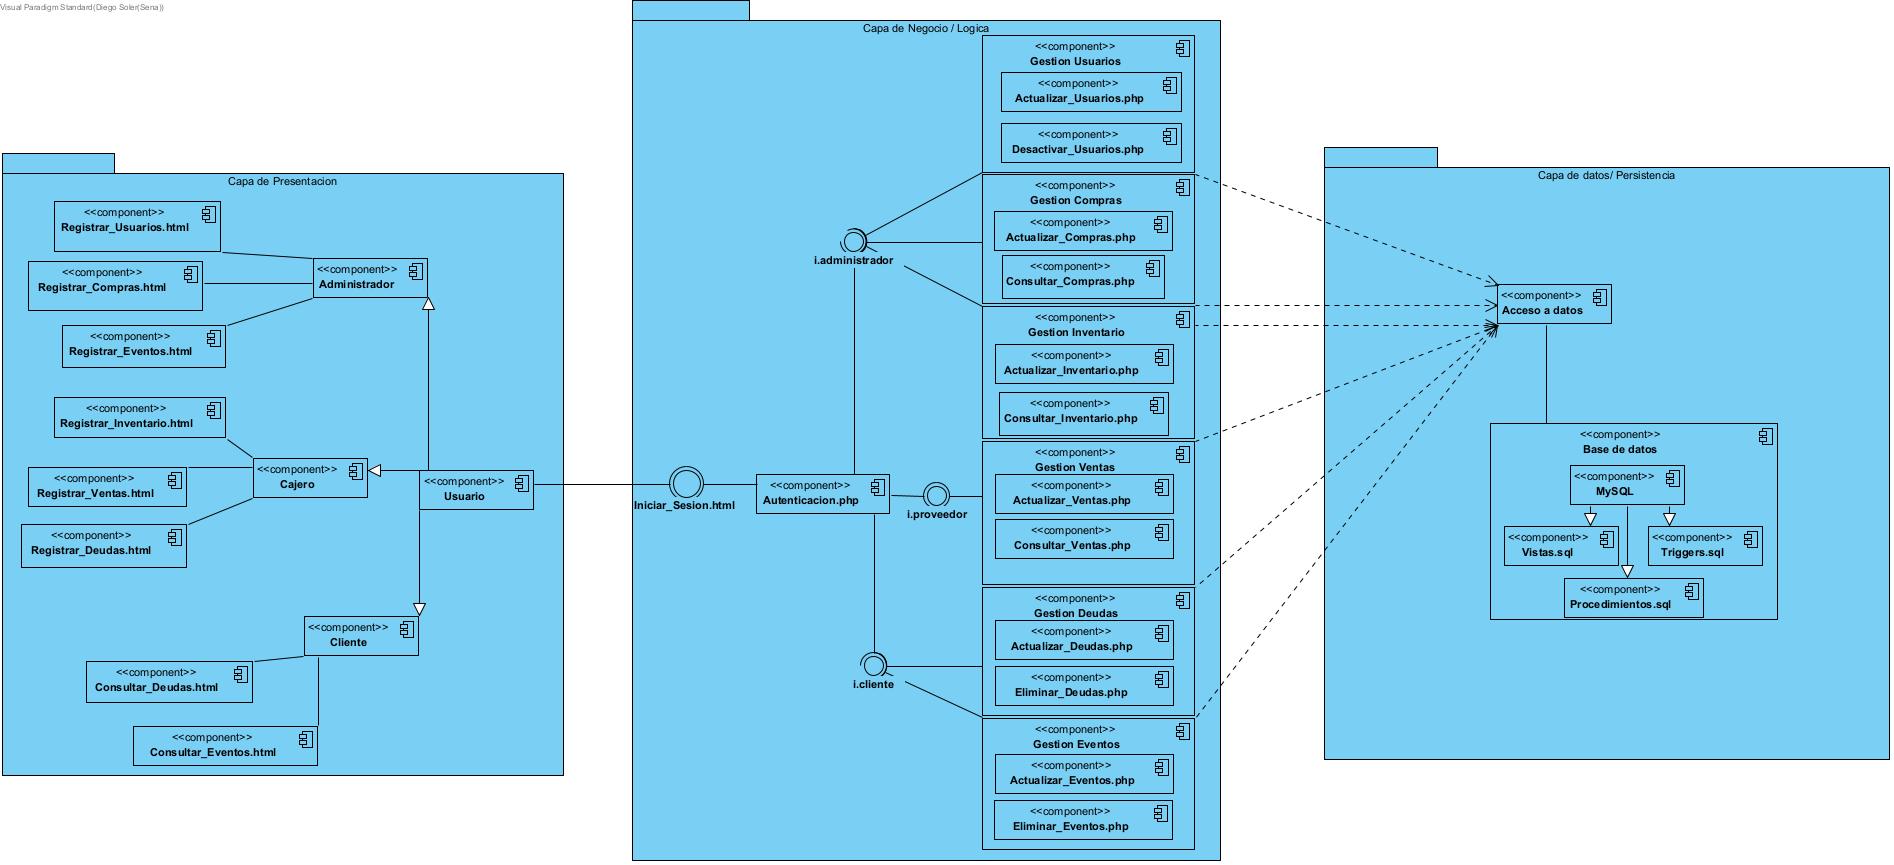 Visual Paradigm Standard(Diego Soler(Sena))
Capa de Presentacion
<<component>>
Registrar_Usuarios.html
<<component>>
Registrar_Compras.html
<<component>>
Administrador
<<component>>
Registrar_Eventos.html
<<component>>
Registrar_Inventario.html
<<component>>
Cajero
<<component>>
Registrar_Ventas.html
<<component>>
Usuario
<<component>>
Registrar_Deudas.html
<<component>>
Cliente
<<component>>
Consultar_Deudas.html
<<component>>
Consultar_Eventos.html
Capa de Negocio / Logica
Iniciar_Sesion.html
<<component>>
Autenticacion.php
i.administrador
i.proveedor
i.cliente
<<component>>
Gestion Usuarios
<<component>>
Actualizar_Usuarios.php
<<component>>
Desactivar_Usuarios.php
<<component>>
Gestion Compras
<<component>>
Actualizar_Compras.php
<<component>>
Consultar_Compras.php
<<component>>
Gestion Inventario
<<component>>
Actualizar_Inventario.php
<<component>>
Consultar_Inventario.php
<<component>>
Gestion Ventas
<<component>>
Actualizar_Ventas.php
<<component>>
Consultar_Ventas.php
<<component>>
Gestion Deudas
<<component>>
Actualizar_Deudas.php
<<component>>
Eliminar_Deudas.php
<<component>>
Gestion Eventos
<<component>>
Actualizar_Eventos.php
<<component>>
Eliminar_Eventos.php
Capa de datos/ Persistencia
<<component>>
Acceso a datos
<<component>>
Base de datos
<<component>>
MySQL
<<component>>
Vistas.sql
<<component>>
Triggers.sql
<<component>>
Procedimientos.sql